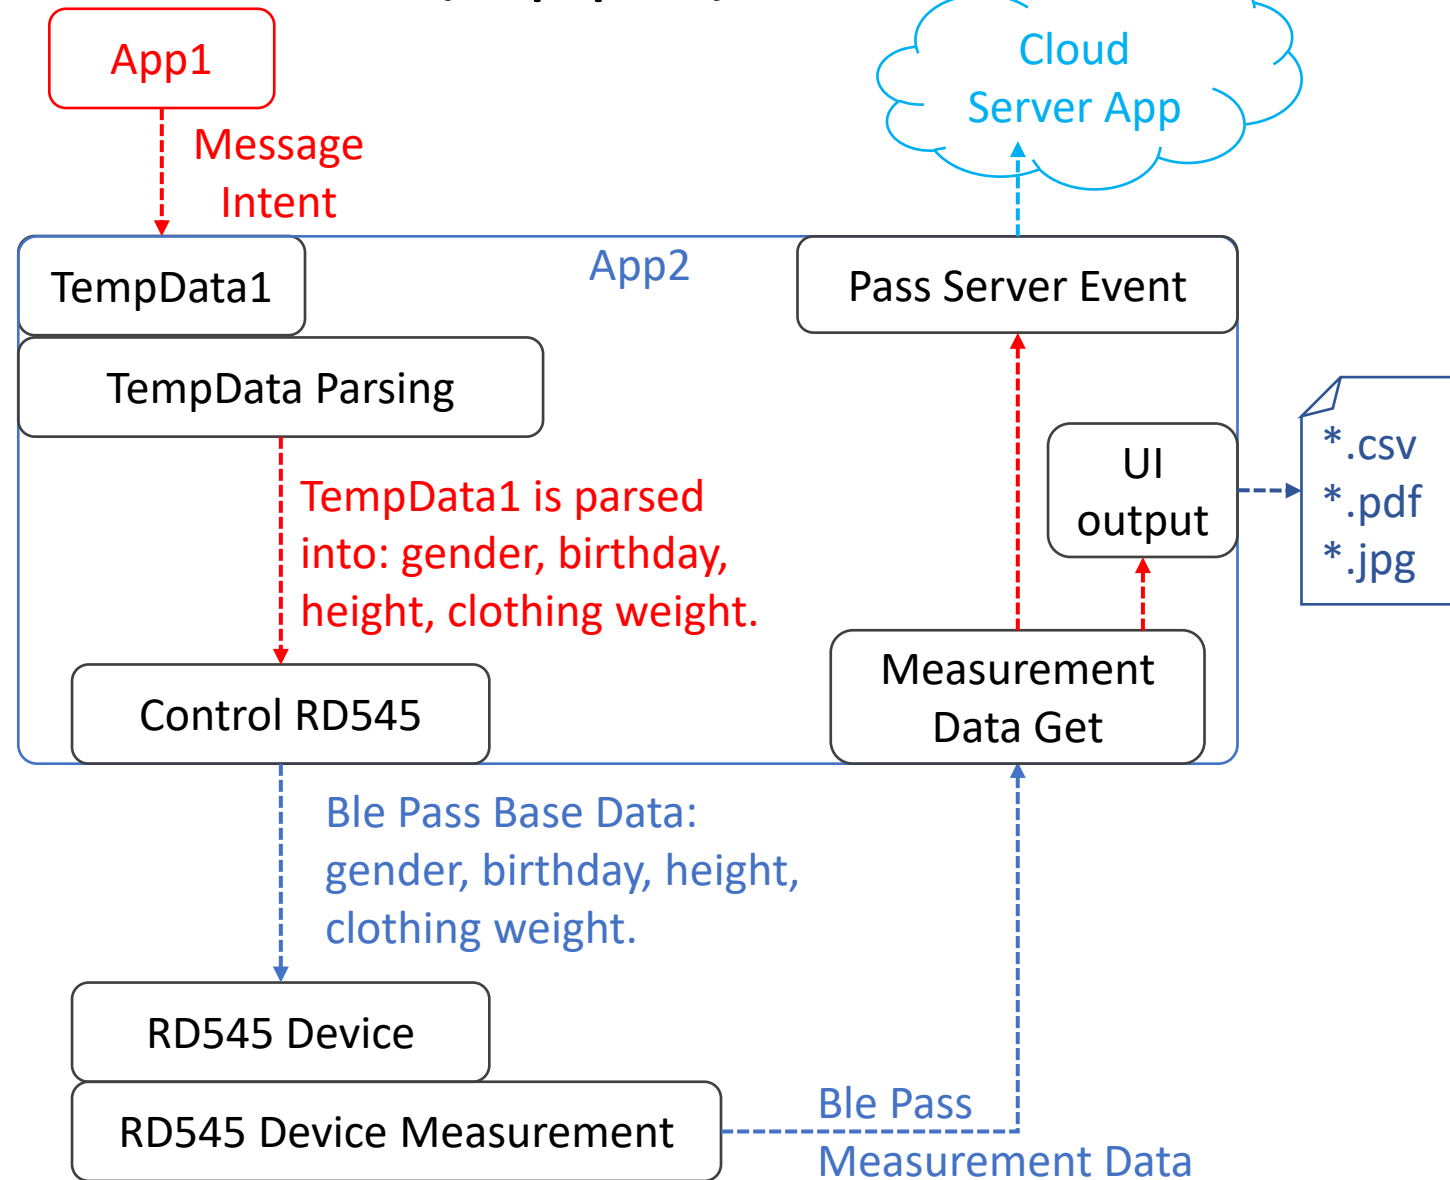 App1
Message
Intent
Cloud
Server App
TempData1
App2
Pass Server Event
TempData Parsing
TempData1 is parsed
into: gender, birthday,
height, clothing weight.
UI
output
*.csv
*.pdf
*.jpg
Control RD545
Measurement
Data Get
Ble Pass Base Data:
gender, birthday, height,
clothing weight.
RD545 Device
RD545 Device Measurement
Ble Pass
Measurement Data